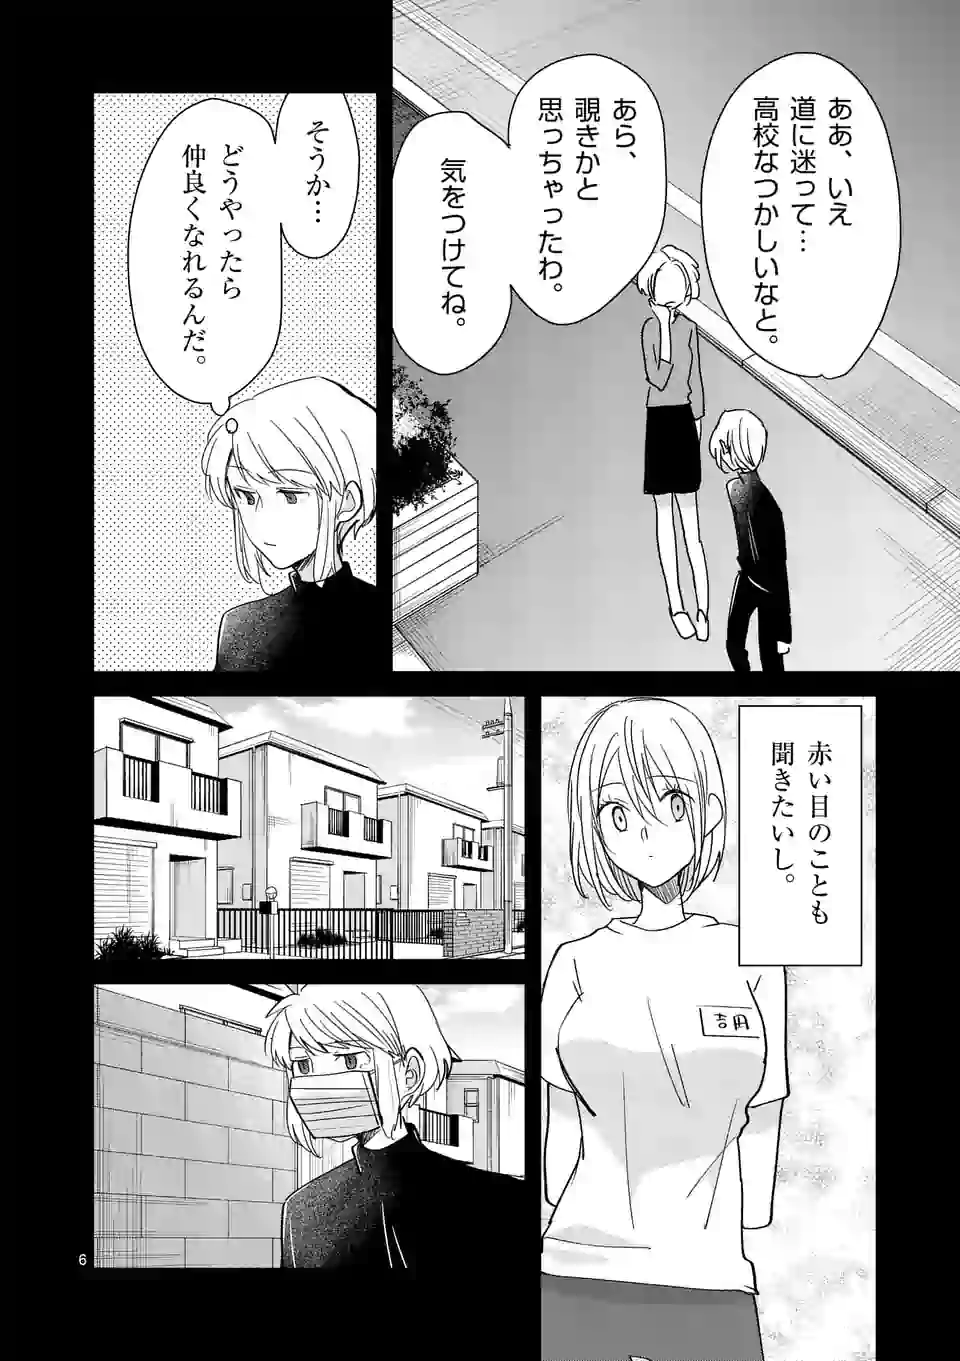 ああ、いえ
道に迷って…
高校なつかしいなと。
あら、
覗きかと
思っちゃったわ。
気をつけてね。
そうか…
どうやったら
仲良くなれるんだ。
赤い目のことも
聞きたいし。
吉円
6